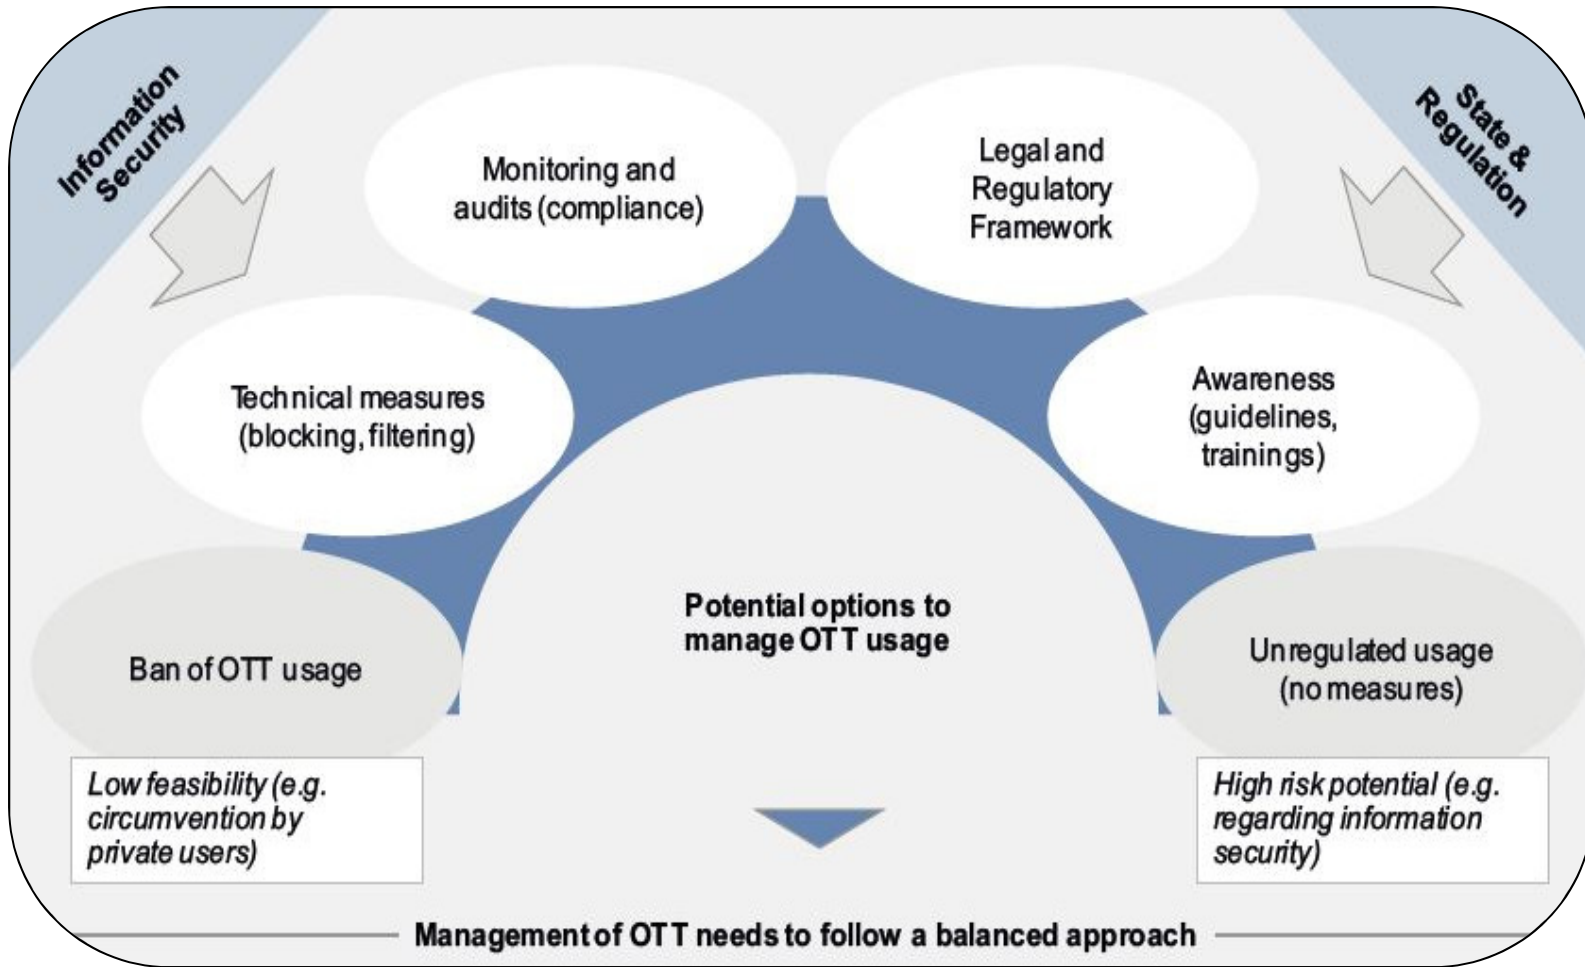 Information
Security
State &
Regulation
Monitoring and
audits (compliance)
Legal and
Regulatory
Framework
Technical measures
(blocking, filtering)
Awareness
(guidelines,
trainings)
Ban of OTT usage
Potential options to
manage OTT usage
Unregulated usage
(no measures)
Low feasibility (e.g.
circumvention by
private users)
High risk potential (e.g.
regarding information
security)
Management of OTT needs to follow a balanced approach